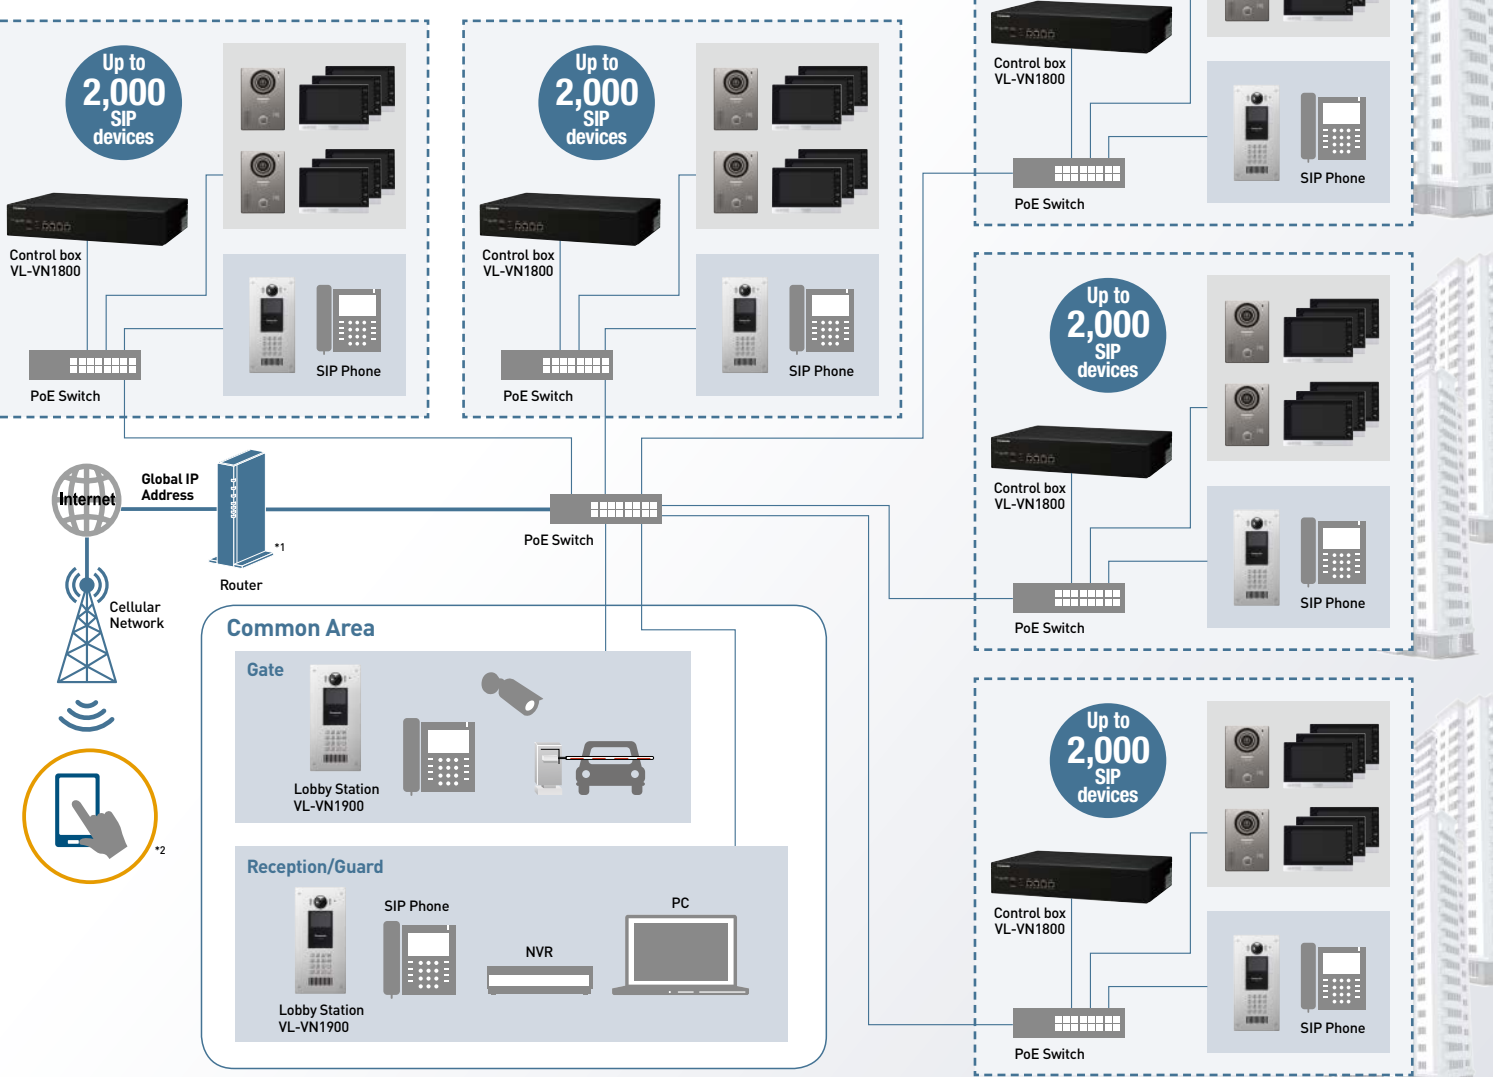 Up to
2,000
SIP
devices
Control box
VL-VN1800
PoE Switch
SIP Phone
Up to
2,000
SIP
devices
Control box
VL-VN1800
PoE Switch
SIP Phone
Control box
VL-VN1800
PoE Switch
SIP Phone
Up to
2,000
SIP
devices
Control box
VL-VN1800
PoE Switch
SIP Phone
Up to
2,000
SIP
devices
Control box
VL-VN1800
PoE Switch
SIP Phone
Internet
Global IP
Address
*1
Router
PoE Switch
Cellular
Network
*2
Common Area
Gate
Lobby Station
VL-VN1900
Reception/Guard
Lobby Station
VL-VN1900
SIP Phone
NVR
PC